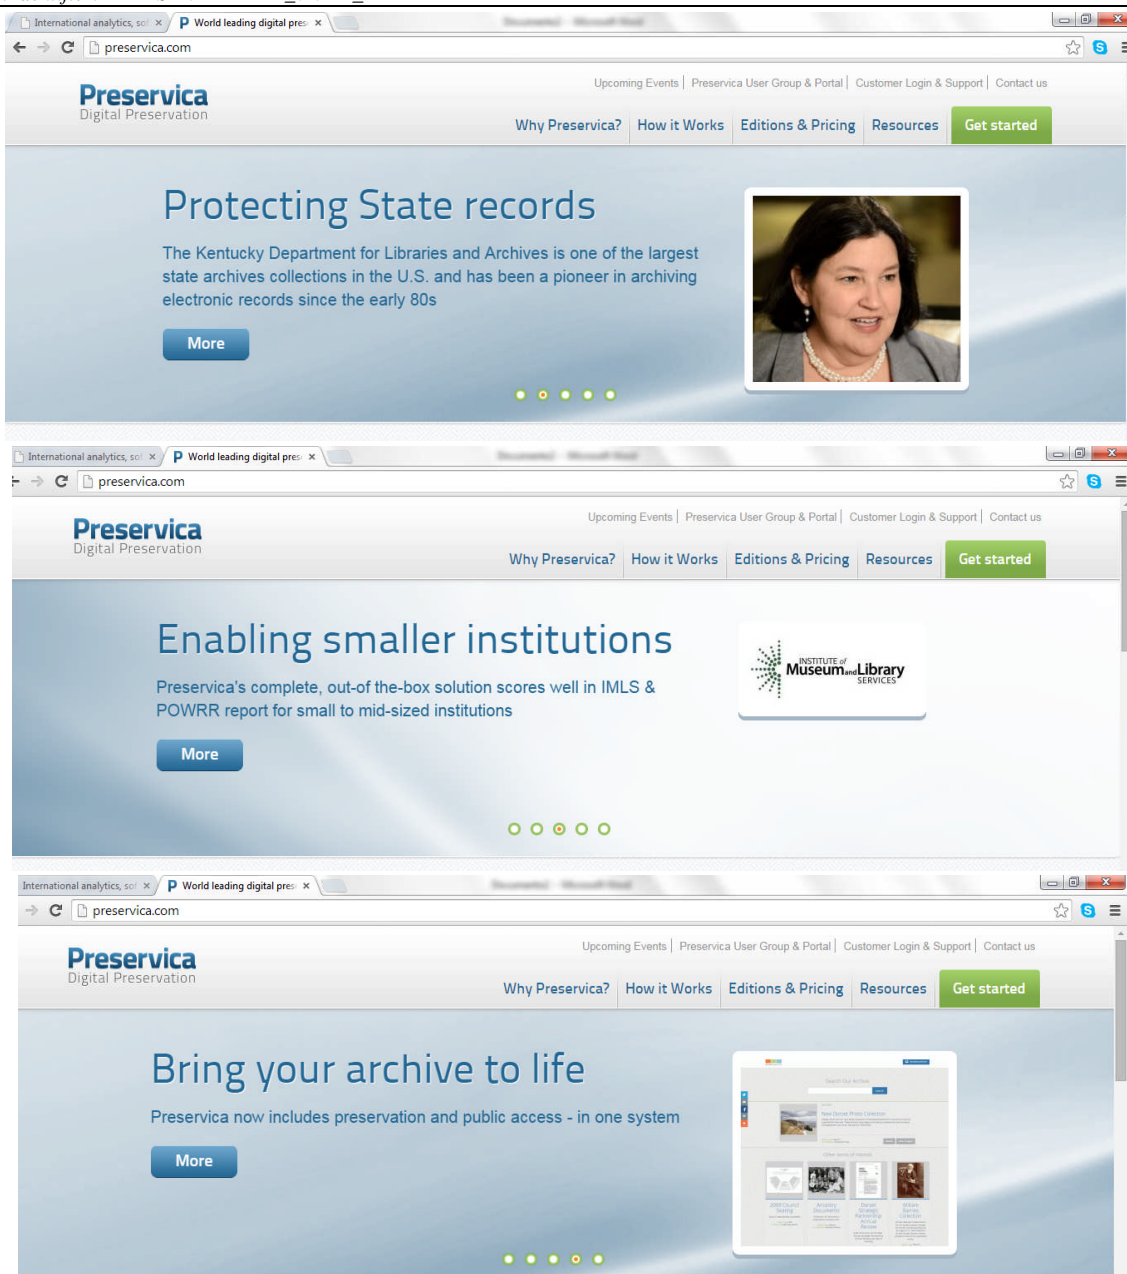 International analytics, sof
World leading digital pres
preservica.com
Upcoming Events | Preservica User Group & Portal | Customer Login & Support | Contact us
Preservica
Digital Preservation
Why Preservica? How it Works Editions & Pricing Resources Get started
Protecting State records
The Kentucky Department for Libraries and Archives is one of the largest
state archives collections in the U.S. and has been a pioneer in archiving
electronic records since the early 80s
More
International analytics, sof
World leading digital pres
preservica.com
Upcoming Events | Preservica User Group & Portal | Customer Login & Support | Contact us
Preservica
Digital Preservation
Why Preservica? How it Works Editions & Pricing Resources Get started
Enabling smaller institutions
INSTITUTE of
Museum and Library
SERVICES
Preservica's complete, out-of the-box solution scores well in IMLS &
POWRR report for small to mid-sized institutions
More
International analytics, sof
World leading digital pres
preservica.com
Upcoming Events | Preservica User Group & Portal | Customer Login & Support | Contact us
Preservica
Digital Preservation
Why Preservica? How it Works Editions & Pricing Resources Get started
Bring your archive to life
Preservica now includes preservation and public access - in one system
More